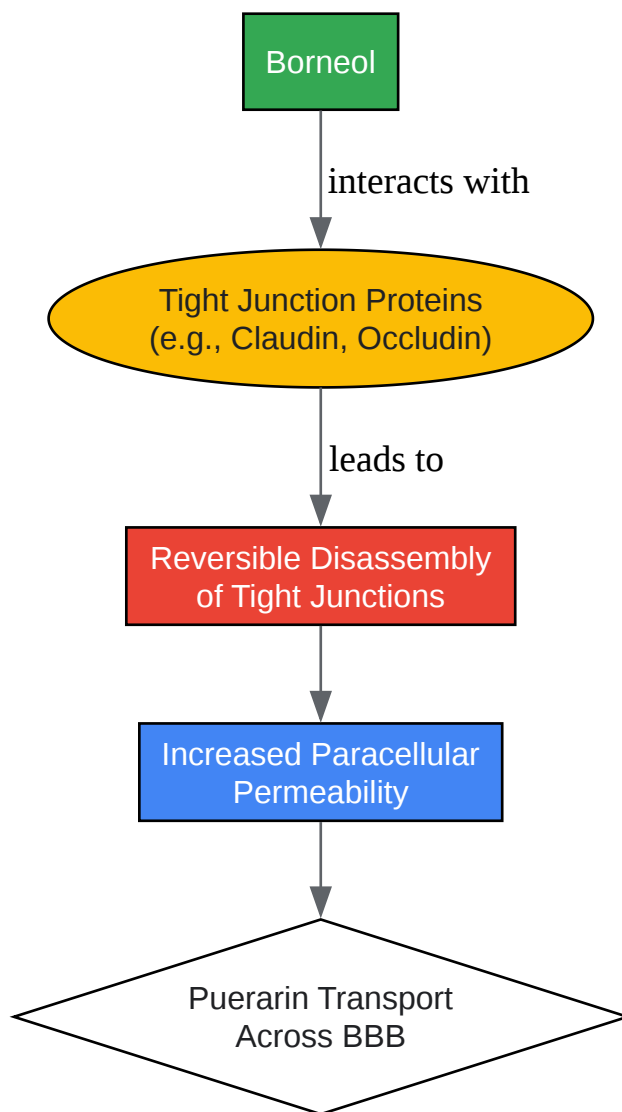 Borneol
interacts with
Tight Junction Proteins
(e.g., Claudin, Occludin)
leads to
Reversible Disassembly
of Tight Junctions
Increased Paracellular
Permeability
Puerarin Transport
Across BBB